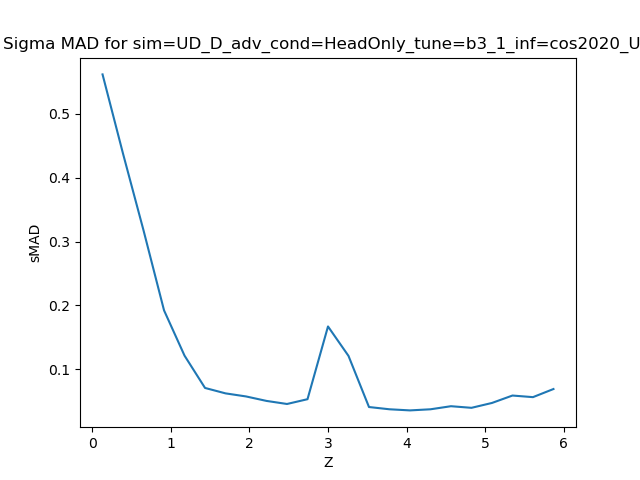 Sigma MAD for sim=UD_D_adv_cond=HeadOnly_tune=b3_1_inf=cos2020_U
0.5
0.4
0.3
0.2
0.1
sMAD
0 1 2 3 4 5 6
Z